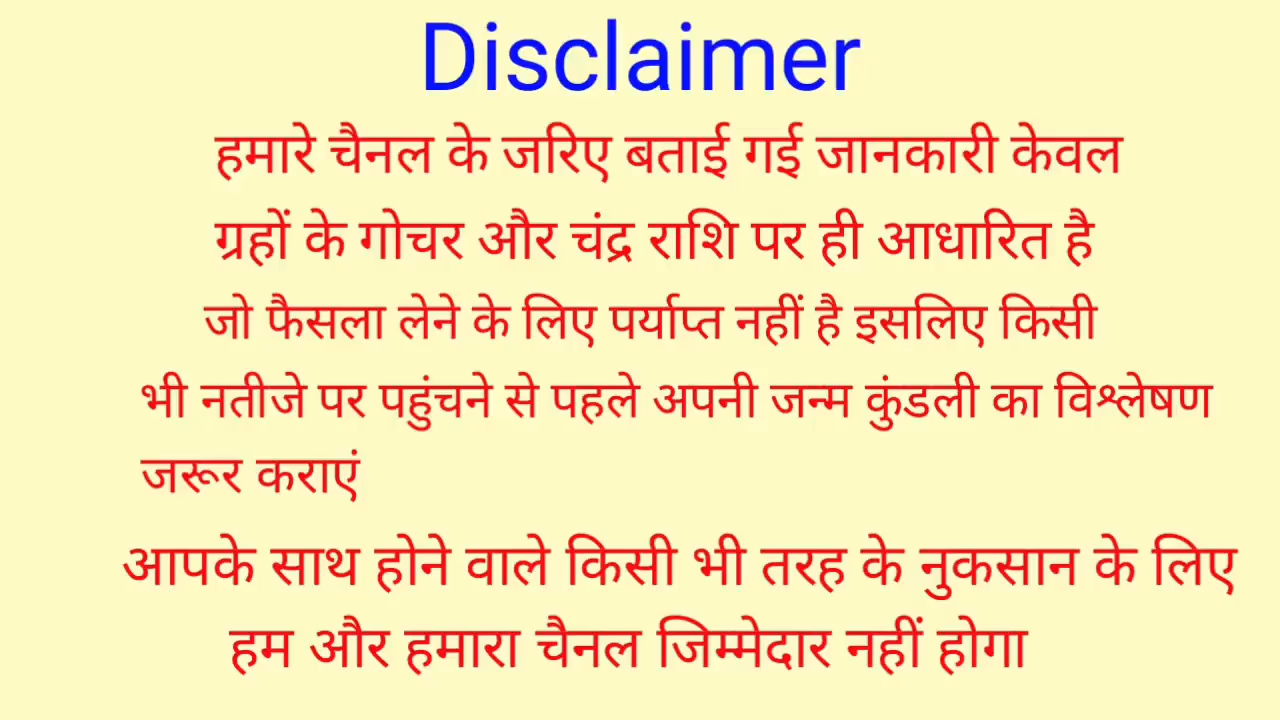 Disclaimer
हमारे चैनल के जरिए बताई गई जानकारी केवल
ग्रहों के गोचर और चंद्र राशि पर ही आधारित है
जो फैसला लेने के लिए पर्याप्त नहीं है इसलिए किसी
भी नतीजे पर पहुंचने से पहले अपनी जन्म कुंडली का विश्लेषण
जरूर कराएं
आपके साथ होने वाले किसी भी तरह के नुकसान के लिए
हम और हमारा चैनल जिम्मेदार नहीं होगा